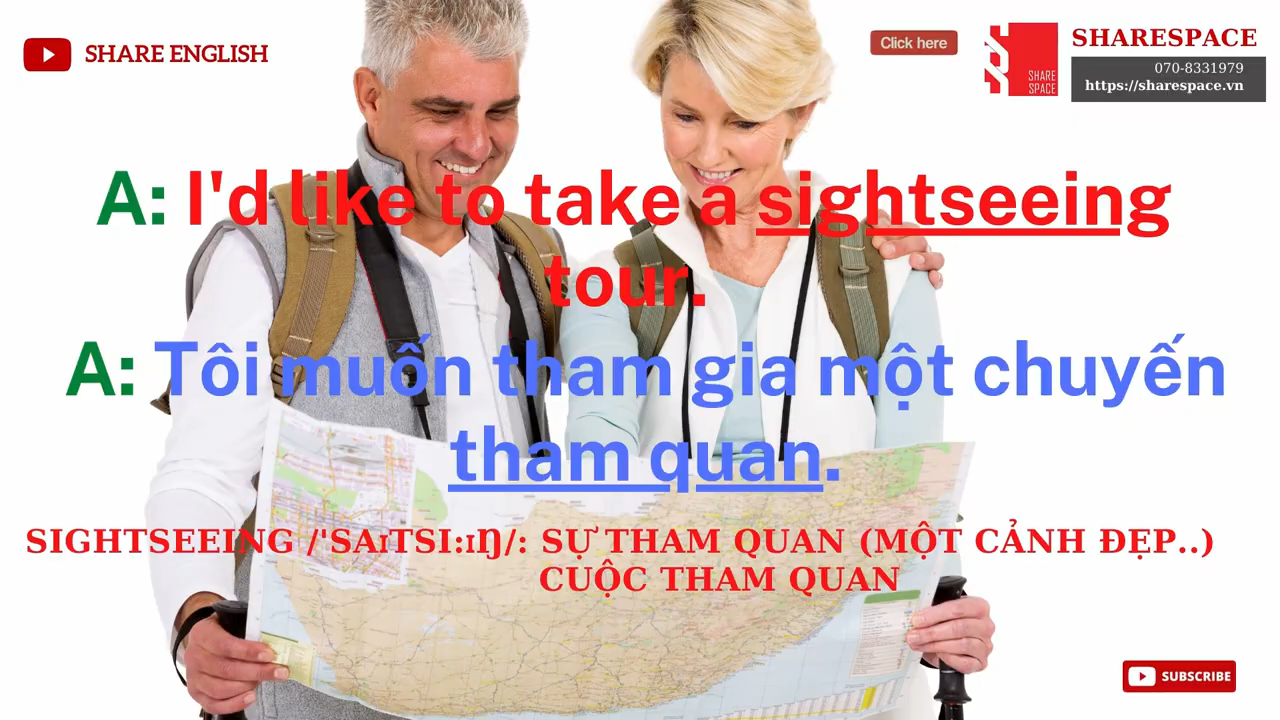 SHARE ENGLISH
Click here
SHARE SPACE
SHARESPACE
070-8331979
https://sharespace.vn
A: I'd like to take a sightseeing
tour.
A: Tôi muốn tham gia một chuyến
tham quan.
SIGHTSEEING /ˈSAɪTSI:ɪŊ/: SỰ THAM QUAN (MỘT CẢNH ĐẸP..)
CUỘC THAM QUAN
SUBSCRIBE